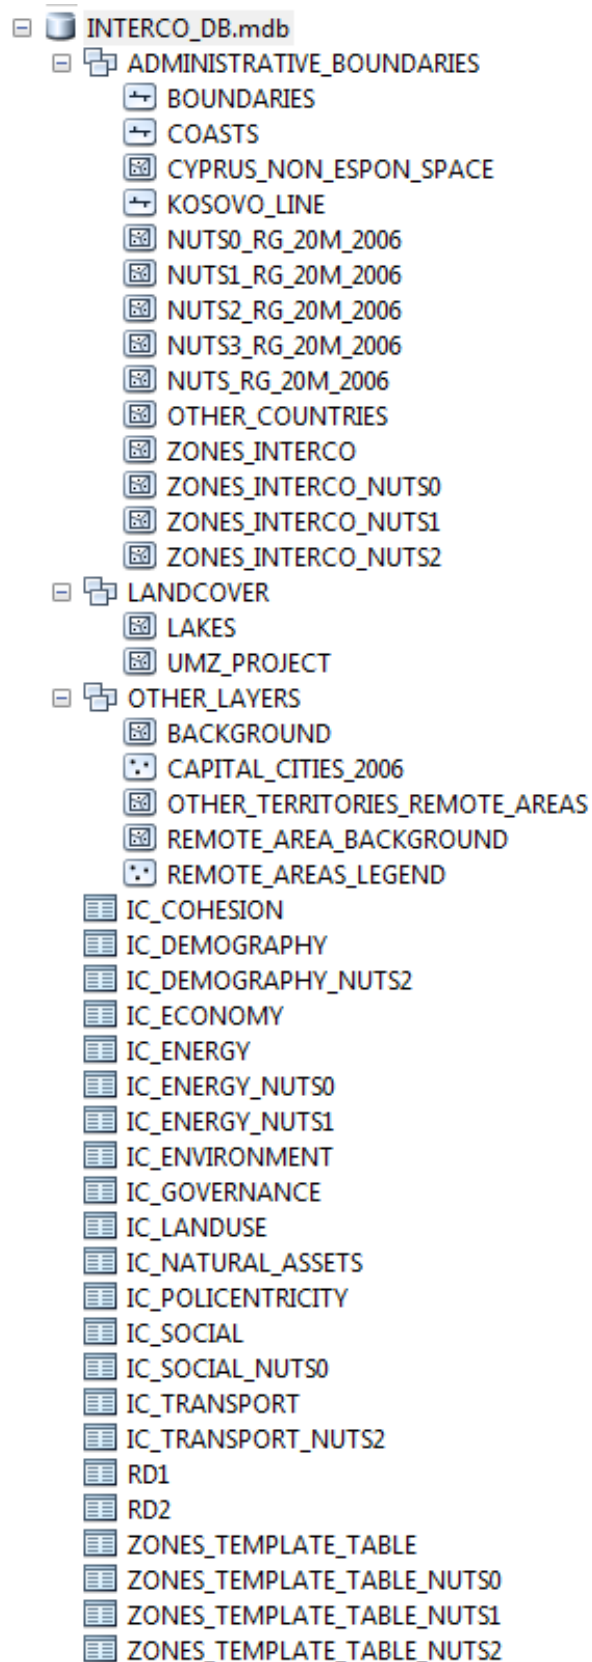 INTERCO_DB.mdb
ADMINISTRATIVE_BOUNDARIES
BOUNDARIES
COASTS
CYPRUS_NON_ESPON_SPACE
KOSOVO_LINE
NUTS0_RG_20M_2006
NUTS1_RG_20M_2006
NUTS2_RG_20M_2006
NUTS3_RG_20M_2006
NUTS_RG_20M_2006
OTHER_COUNTRIES
ZONES_INTERCO
ZONES_INTERCO_NUTS0
ZONES_INTERCO_NUTS1
ZONES_INTERCO_NUTS2
LANDCOVER
LAKES
UMZ_PROJECT
OTHER_LAYERS
BACKGROUND
CAPITAL_CITIES_2006
OTHER_TERRITORIES_REMOTE_AREAS
REMOTE_AREA_BACKGROUND
REMOTE_AREAS_LEGEND
IC_COHESION
IC_DEMOGRAPHY
IC_DEMOGRAPHY_NUTS2
IC_ECONOMY
IC_ENERGY
IC_ENERGY_NUTS0
IC_ENERGY_NUTS1
IC_ENVIRONMENT
IC_GOVERNANCE
IC_LANDUSE
IC_NATURAL_ASSETS
IC_POLICENTRICITY
IC_SOCIAL
IC_SOCIAL_NUTS0
IC_TRANSPORT
IC_TRANSPORT_NUTS2
RD1
RD2
ZONES_TEMPLATE_TABLE
ZONES_TEMPLATE_TABLE_NUTS0
ZONES_TEMPLATE_TABLE_NUTS1
ZONES_TEMPLATE_TABLE_NUTS2